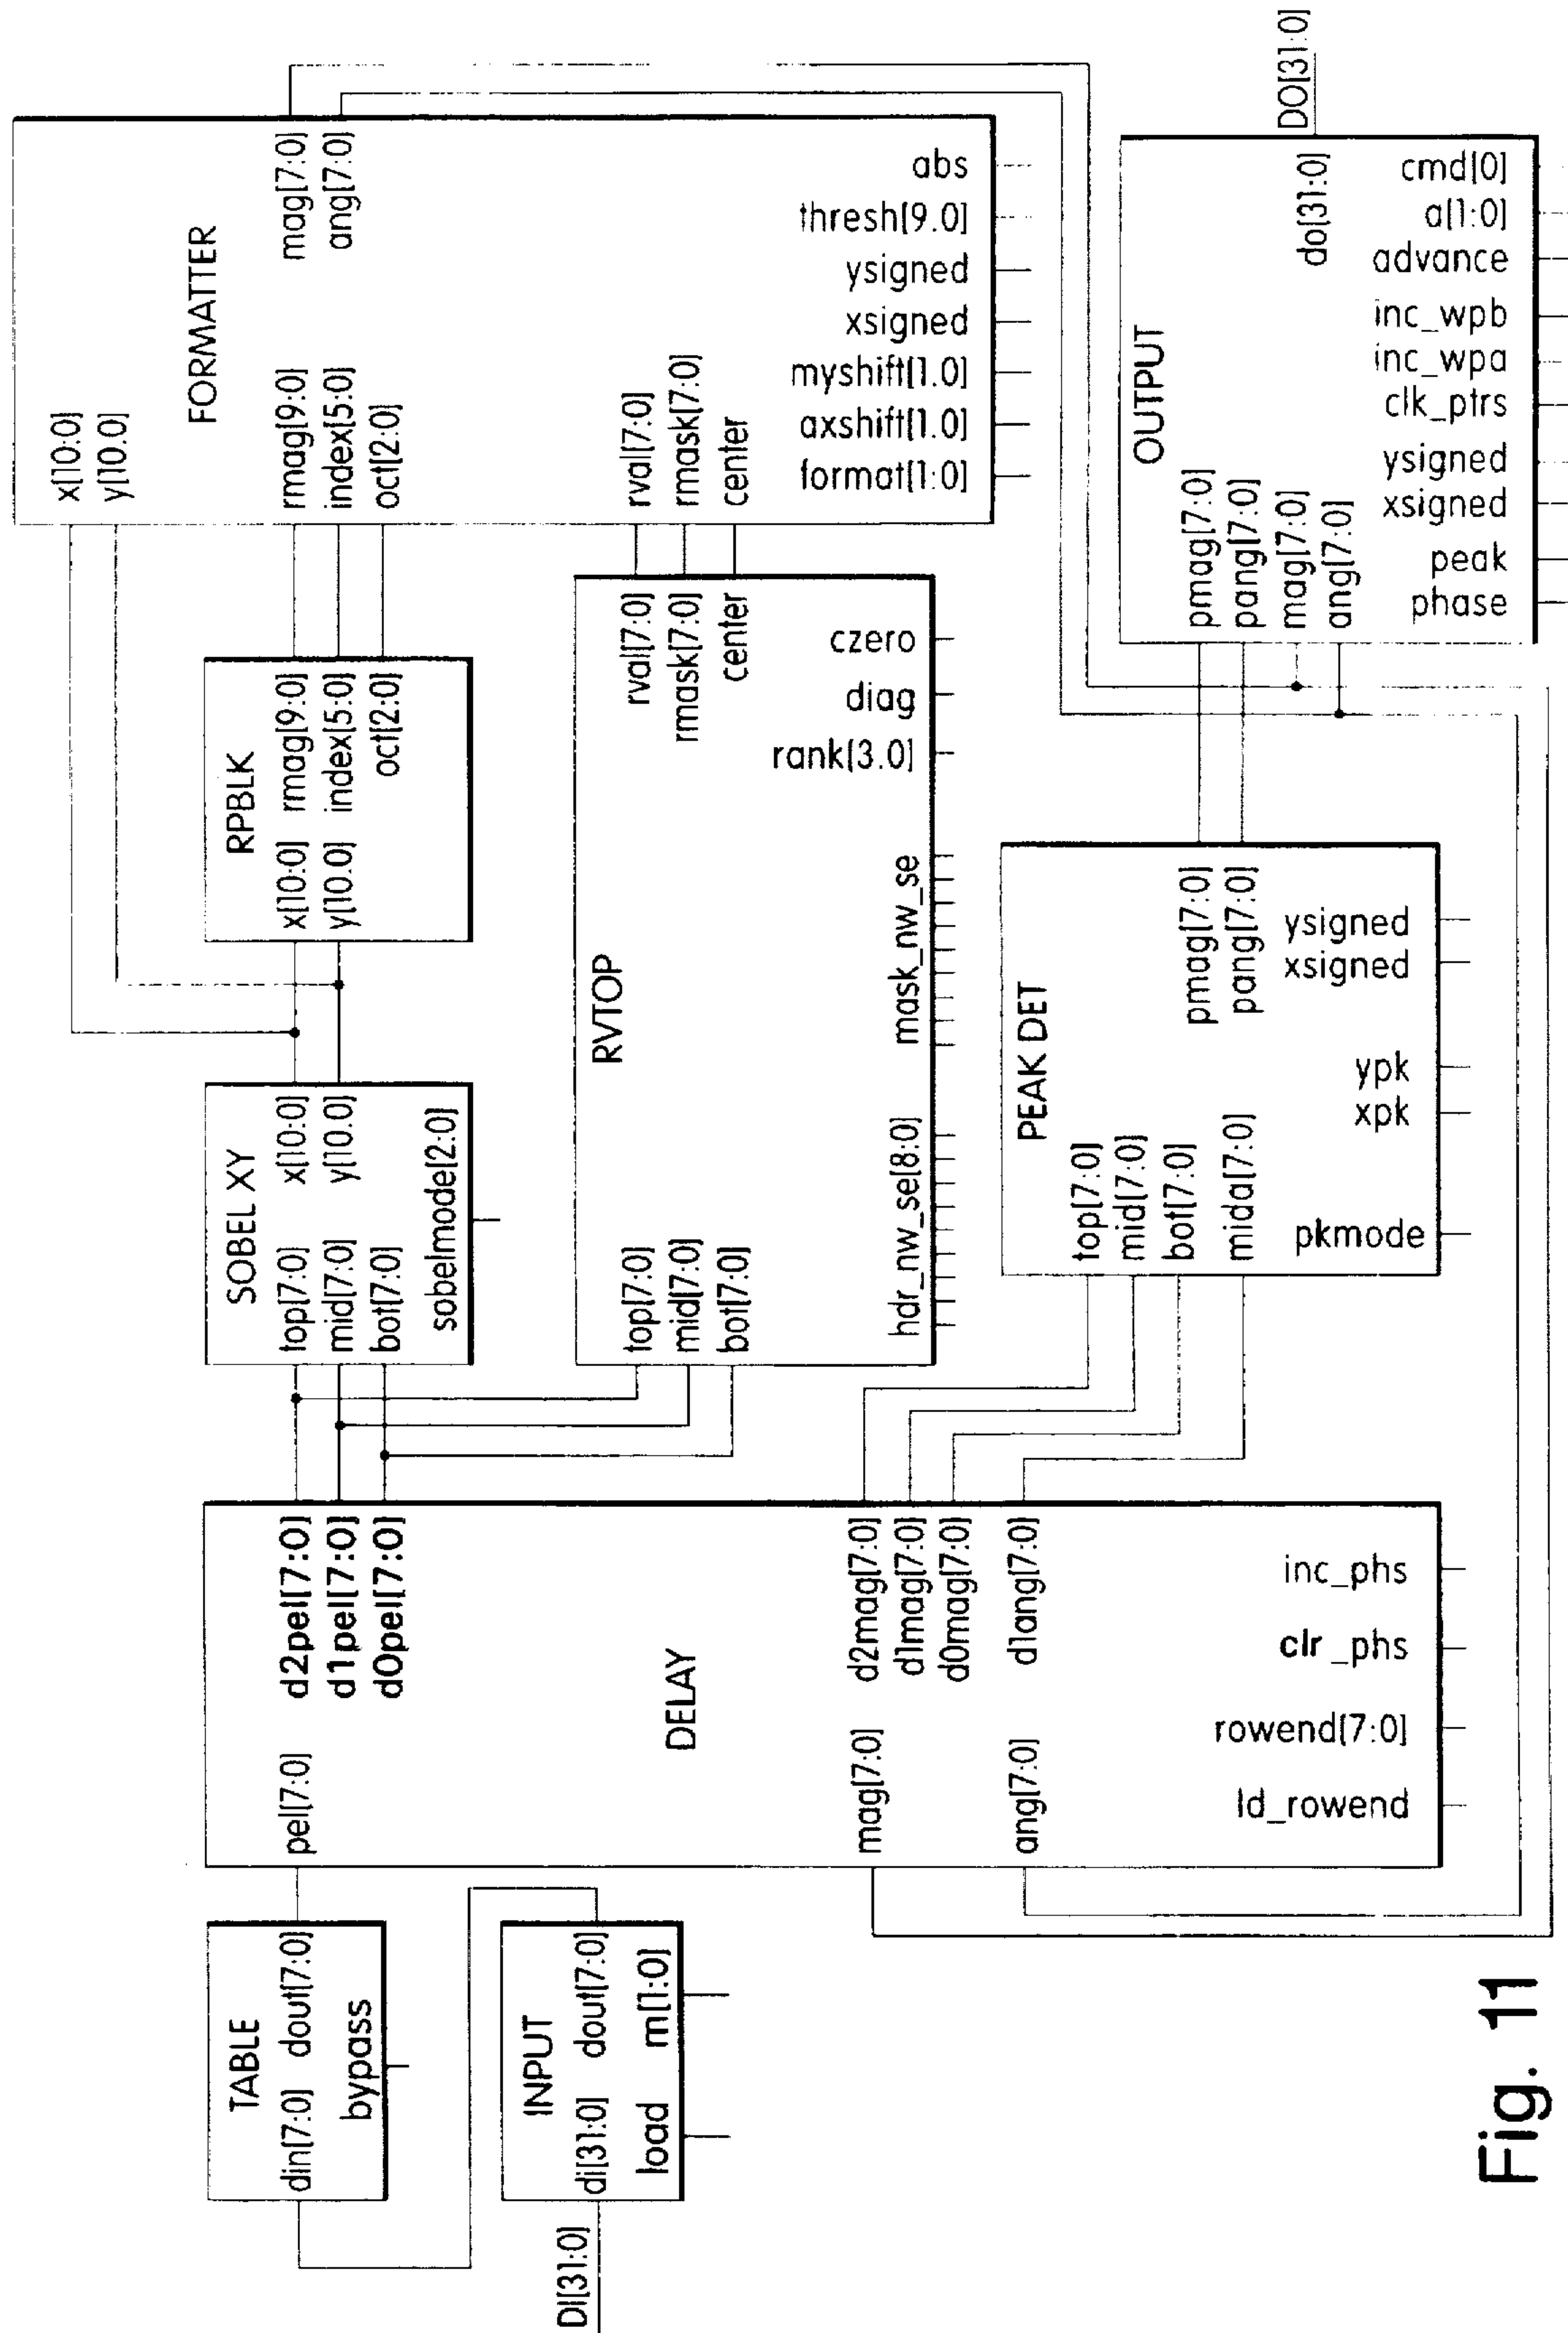 TABLE
din[7:0] dout[7:0]
bypass
INPUT
di[31:0] dout[7:0]
load m[1:0]
DI[31:0]
DELAY
pel[7:0]
d2pel[7:0]
d1pel[7:0]
d0pel[7:0]
mag[7:0]
ang[7:0]
d2mag[7:0]
d1mag[7:0]
d0mag[7:0]
d1ang[7:0]
ld_rowend
rowend[7:0]
clr_phs
inc_phs
SOBEL XY
top[7:0] x[10:0]
mid[7:0] y[10.0]
bot[7:0]
sobelmode[2:0]
RPBLK
x[10:0] rmag[9:0]
y[10.0] index[5:0]
oct[2:0]
RVTOP
top[7:0]
mid[7:0]
bot[7:0]
rval[7:0]
rmask[7:0]
center
hdr_nw_se[8:0]
mask_nw_se
rank[3.0]
diag
czero
FORMATTER
x[10:0]
y[10.0]
rmag[9:0]
index[5:0]
oct[2:0]
rval[7:0]
rmask[7:0]
center
mag[7:0]
ang[7:0]
format[1:0]
axshift[1.0]
myshift[1.0]
xsigned
ysigned
thresh[9.0]
abs
PEAK DET
top[7:0]
mid[7:0]
bot[7:0]
mida[7:0]
pmag[7:0]
pang[7:0]
pkmode
xpk
ypk
xsigned
ysigned
OUTPUT
pmag[7:0]
pang[7:0]
mag[7:0]
ang[7:0]
do[31:0]
phase
peak
xsigned
ysigned
clk_ptrs
inc_wpa
inc_wpb
advance
a[1:0]
cmd[0]
DO[31:0]
Fig. 11